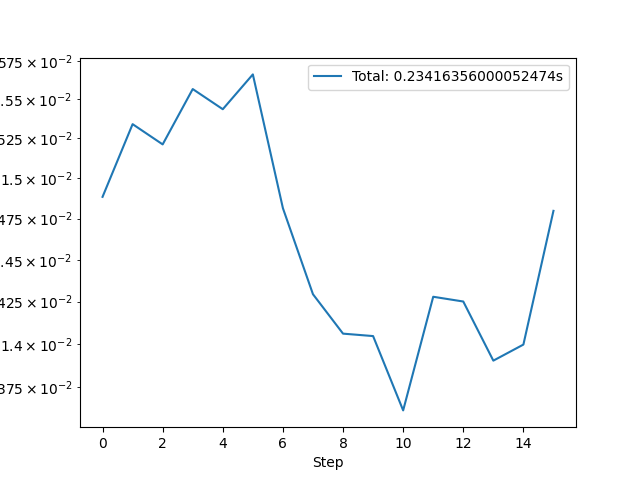 Total: 0.23416356000052474s
575 × 10⁻²
.55 × 10⁻²
525 × 10⁻²
1.5 × 10⁻²
475 × 10⁻²
.45 × 10⁻²
425 × 10⁻²
1.4 × 10⁻²
375 × 10⁻²
0 2 4 6 8 10 12 14
Step